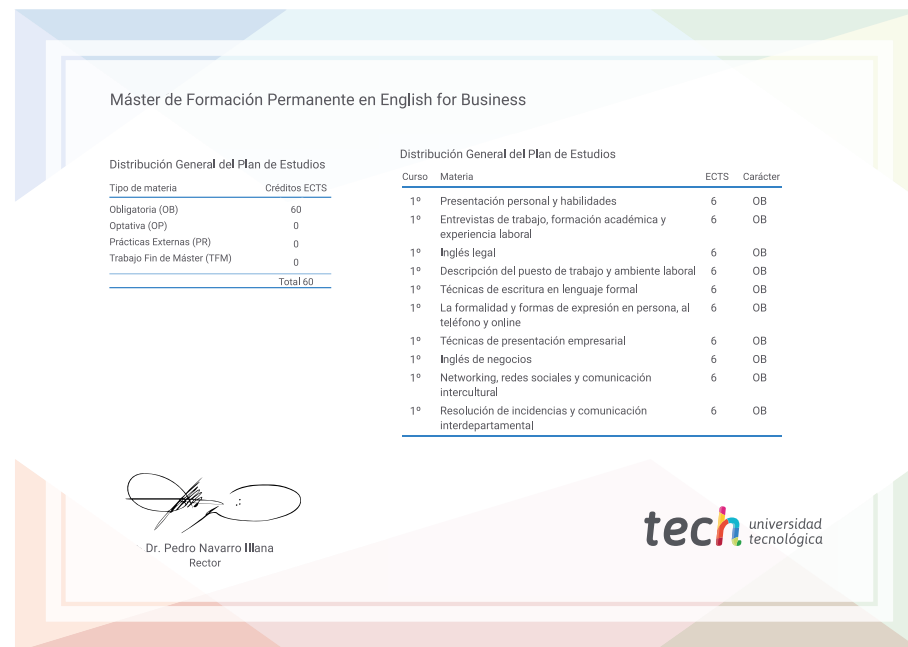 Máster de Formación Permanente en English for Business
Distribución General del Plan de Estudios
Tipo de materia Créditos ECTS
Obligatoria (OB) 60
Optativa (OP) 0
Prácticas Externas (PR) 0
Trabajo Fin de Máster (TFM) 0
Total 60
Distribución General del Plan de Estudios
Curso Materia ECTS Carácter
1º Presentación personal y habilidades 6 OB
1º Entrevistas de trabajo, formación académica y 6 OB
experiencia laboral
1º Inglés legal 6 OB
1º Descripción del puesto de trabajo y ambiente laboral 6 OB
1º Técnicas de escritura en lenguaje formal 6 OB
1º La formalidad y formas de expresión en persona, al 6 OB
teléfono y online
1º Técnicas de presentación empresarial 6 OB
1º Inglés de negocios 6 OB
1º Networking, redes sociales y comunicación 6 OB
intercultural
1º Resolución de incidencias y comunicación 6 OB
interdepartamental
Dr. Pedro Navarro Illana
Rector
tech universidad
tecnológica